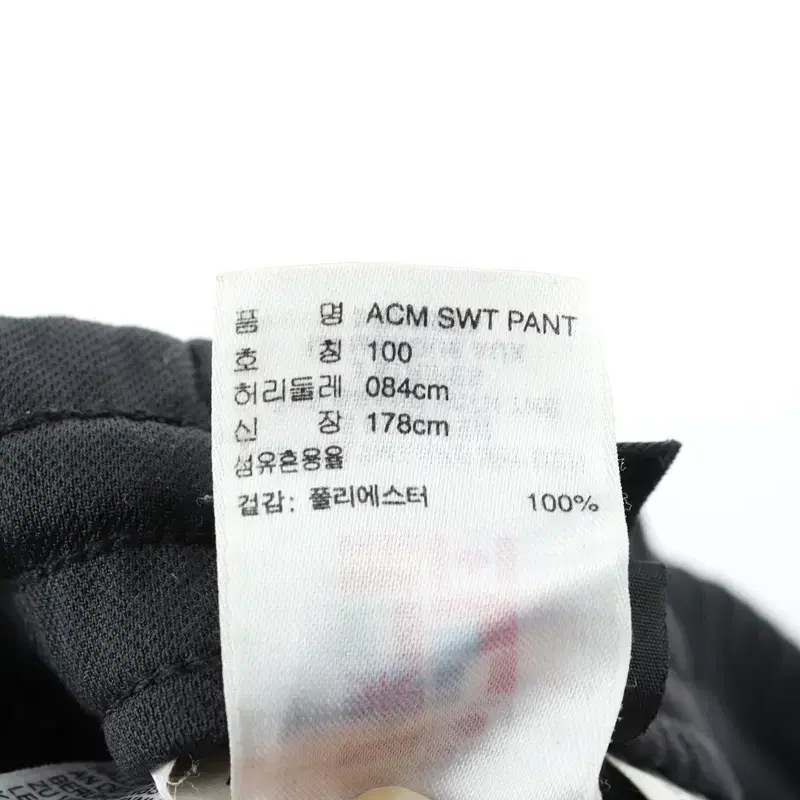 품 명 ACM SWT PANT
호 칭 100
허리둘레 084cm
신 장 178cm
섬유혼용율
겉감: 폴리에스터 100%